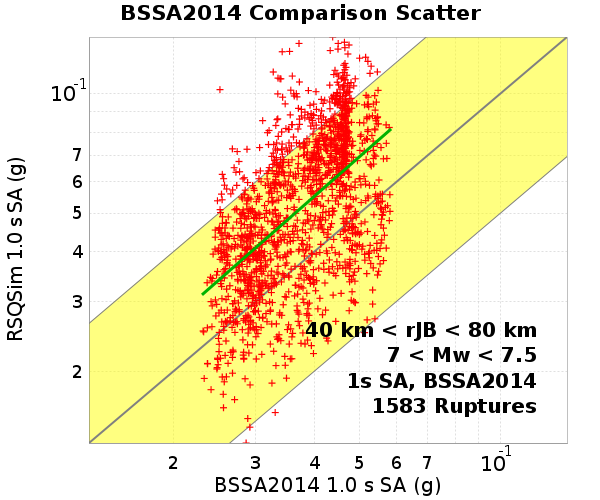 BSSA2014 Comparison Scatter
RSQSim 1.0 s SA (g)
10⁻¹
7
6
5
4
3
2
40 km < rJB < 80 km
7 < Mw < 7.5
1s SA, BSSA2014
1583 Ruptures
2 3 4 5 6 7 10⁻¹
BSSA2014 1.0 s SA (g)